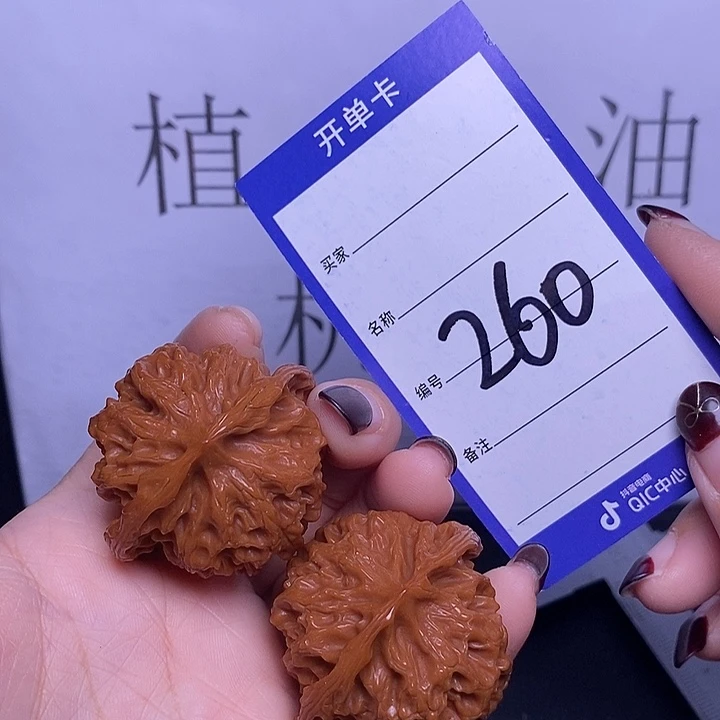 植 油
核
开单卡
买家
名称
编号 260
备注
抖音电商
QIC中心